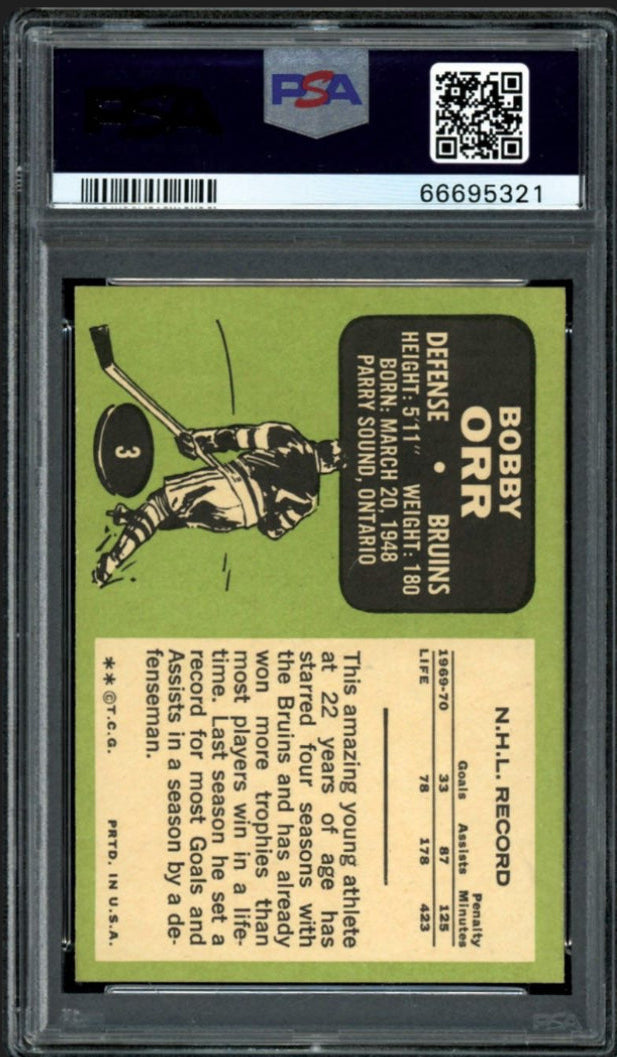 PSA
PSA
66695321
BOBBY
ORR
DEFENSE • BRUINS
HEIGHT: 5'11" WEIGHT: 180
BORN: MARCH 20, 1948
PARRY SOUND, ONTARIO
3
N.H.L. RECORD
Goals Assists Penalty Minutes
1969-70 33 87 125
LIFE 78 178 423
This amazing young athlete
at 22 years of age has
starred four seasons with
the Bruins and has already
won more trophies than
most players win in a life-
time. Last season he set a
record for most Goals and
Assists in a season by a de-
fenseman.
** ©T.C.G. PRTD. IN U.S.A.
PSA